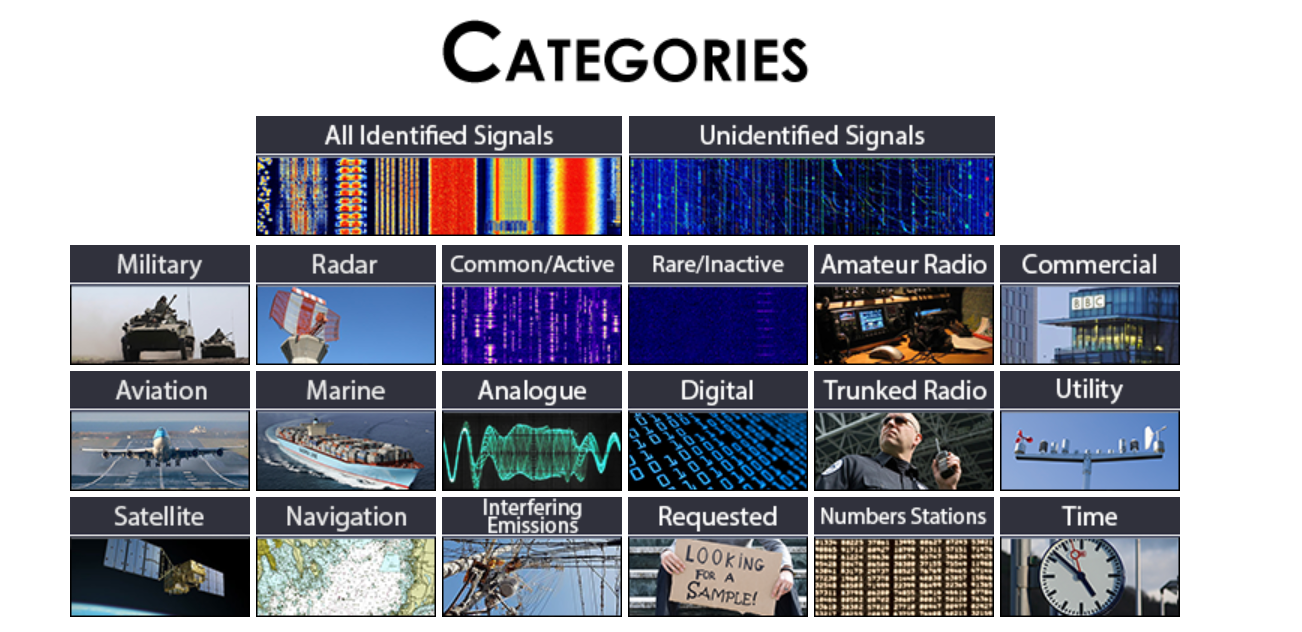 CATEGORIES
All Identified Signals
Unidentified Signals
Military
Radar
Common/Active
Rare/Inactive
Amateur Radio
Commercial
BBC
Aviation
Marine
Analogue
Digital
Trunked Radio
Utility
Satellite
Navigation
Interfering
Emissions
Requested
Numbers Stations
Time
LOOKING
FOR A
SAMPLE!